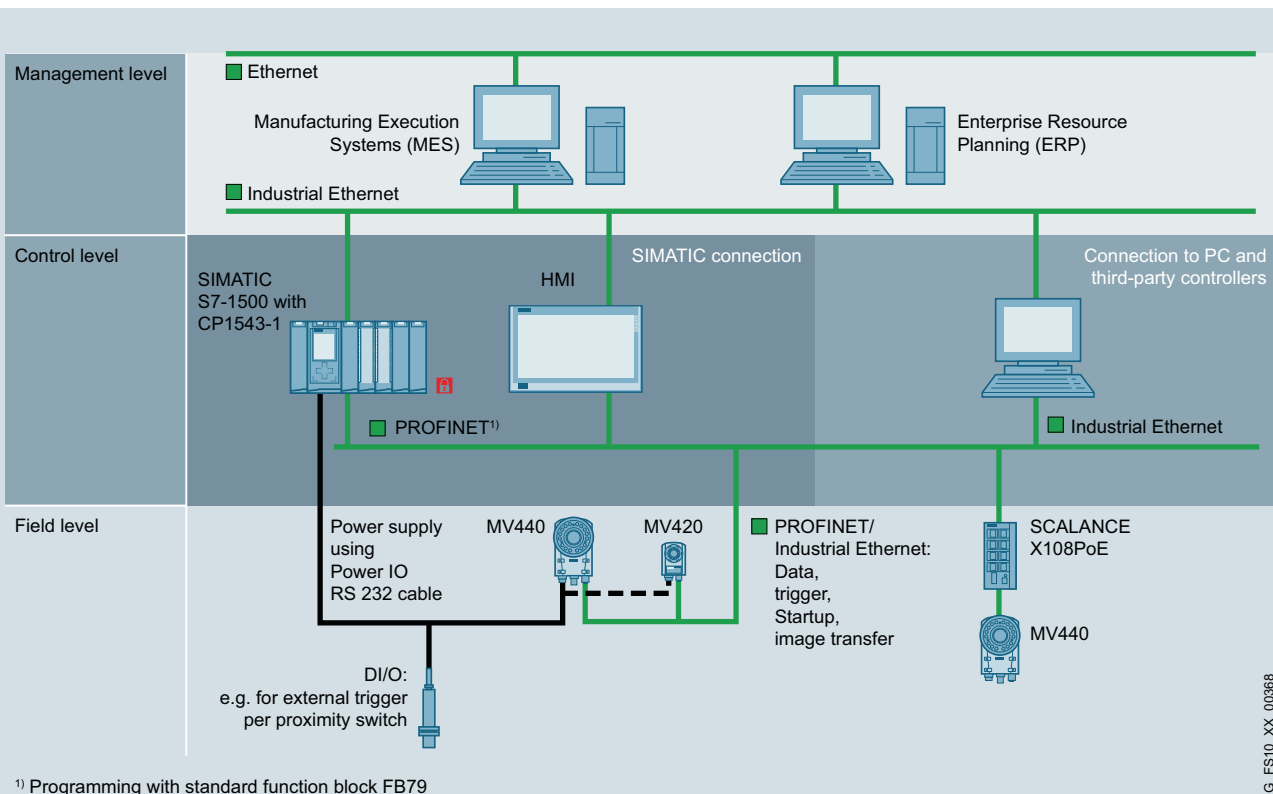 Management level
Ethernet
Manufacturing Execution
Systems (MES)
Enterprise Resource
Planning (ERP)
Industrial Ethernet
Control level
SIMATIC connection
Connection to PC and
third-party controllers
SIMATIC
S7-1500 with
CP1543-1
HMI
PROFINET¹⁾
Industrial Ethernet
Field level
Power supply
using
Power IO
RS 232 cable
MV440
MV420
PROFINET/
Industrial Ethernet:
Data,
trigger,
Startup,
image transfer
SCALANCE
X108PoE
MV440
DI/O:
e.g. for external trigger
per proximity switch
¹⁾ Programming with standard function block FB79
G_FS10_XX_00368